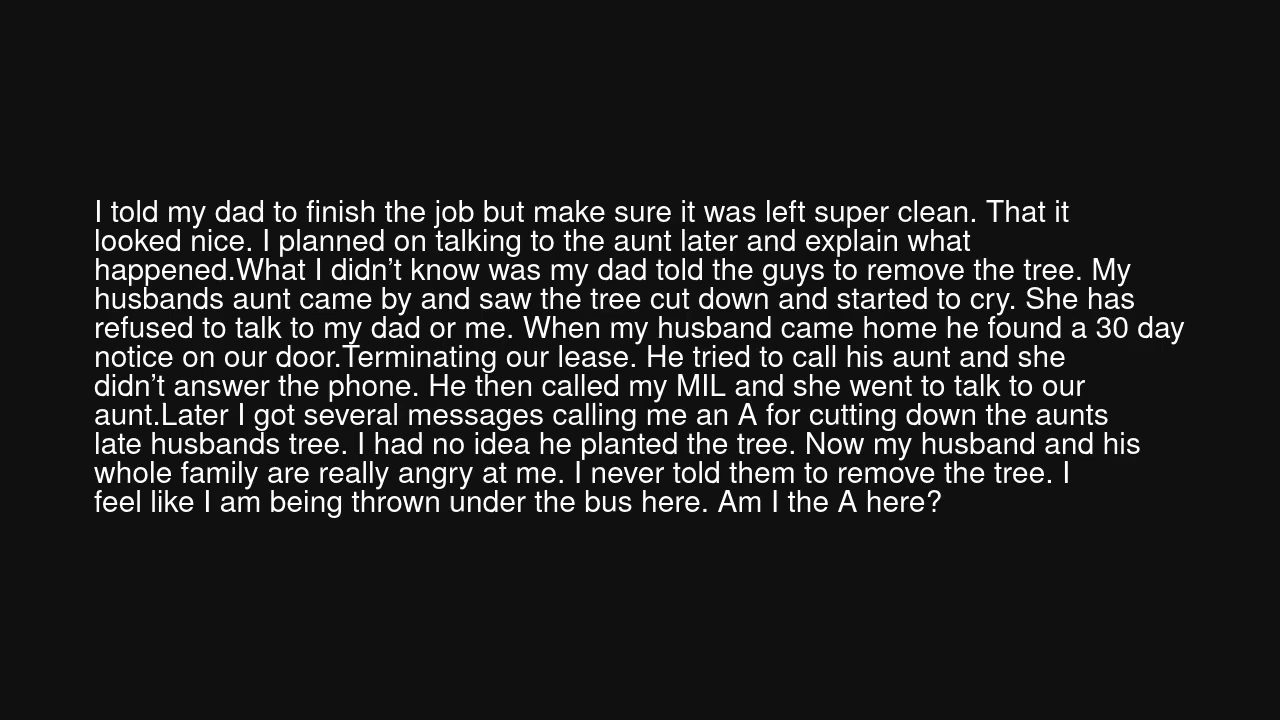 I told my dad to finish the job but make sure it was left super clean. That it
looked nice. I planned on talking to the aunt later and explain what
happened.What I didn’t know was my dad told the guys to remove the tree. My
husbands aunt came by and saw the tree cut down and started to cry. She has
refused to talk to my dad or me. When my husband came home he found a 30 day
notice on our door.Terminating our lease. He tried to call his aunt and she
didn’t answer the phone. He then called my MIL and she went to talk to our
aunt.Later I got several messages calling me an A for cutting down the aunts
late husbands tree. I had no idea he planted the tree. Now my husband and his
whole family are really angry at me. I never told them to remove the tree. I
feel like I am being thrown under the bus here. Am I the A here?